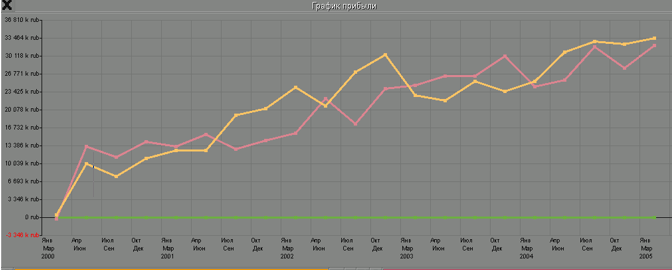 График прибыли
36 810 k rub
33 464 k rub
30 118 k rub
26 771 k rub
23 425 k rub
20 078 k rub
16 732 k rub
13 386 k rub
10 039 k rub
6 693 k rub
3 346 k rub
0 rub
-3 346 k rub
Янв Апр Июл Окт Янв Апр Июл Окт Янв Апр Июл Окт Янв Апр Июл Окт Янв Апр Июл Окт Янв
Мар Июн Сен Дек Мар Июн Сен Дек Мар Июн Сен Дек Мар Июн Сен Дек Мар Июн Сен Дек Мар
2000 2001 2002 2003 2004 2005